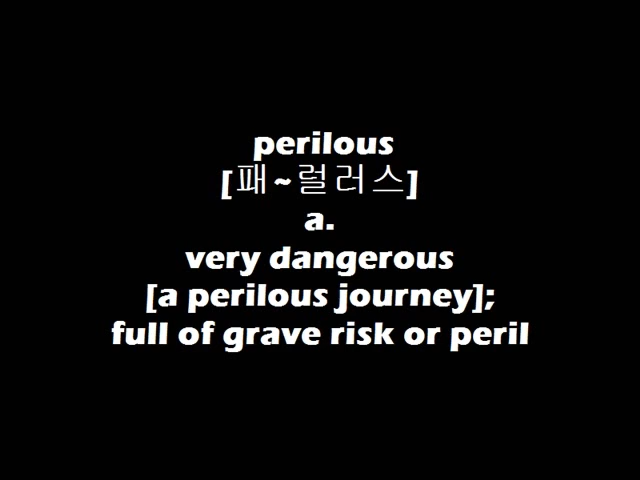 perilous
[패~럴러스]
a.
very dangerous
[a perilous journey];
full of grave risk or peril